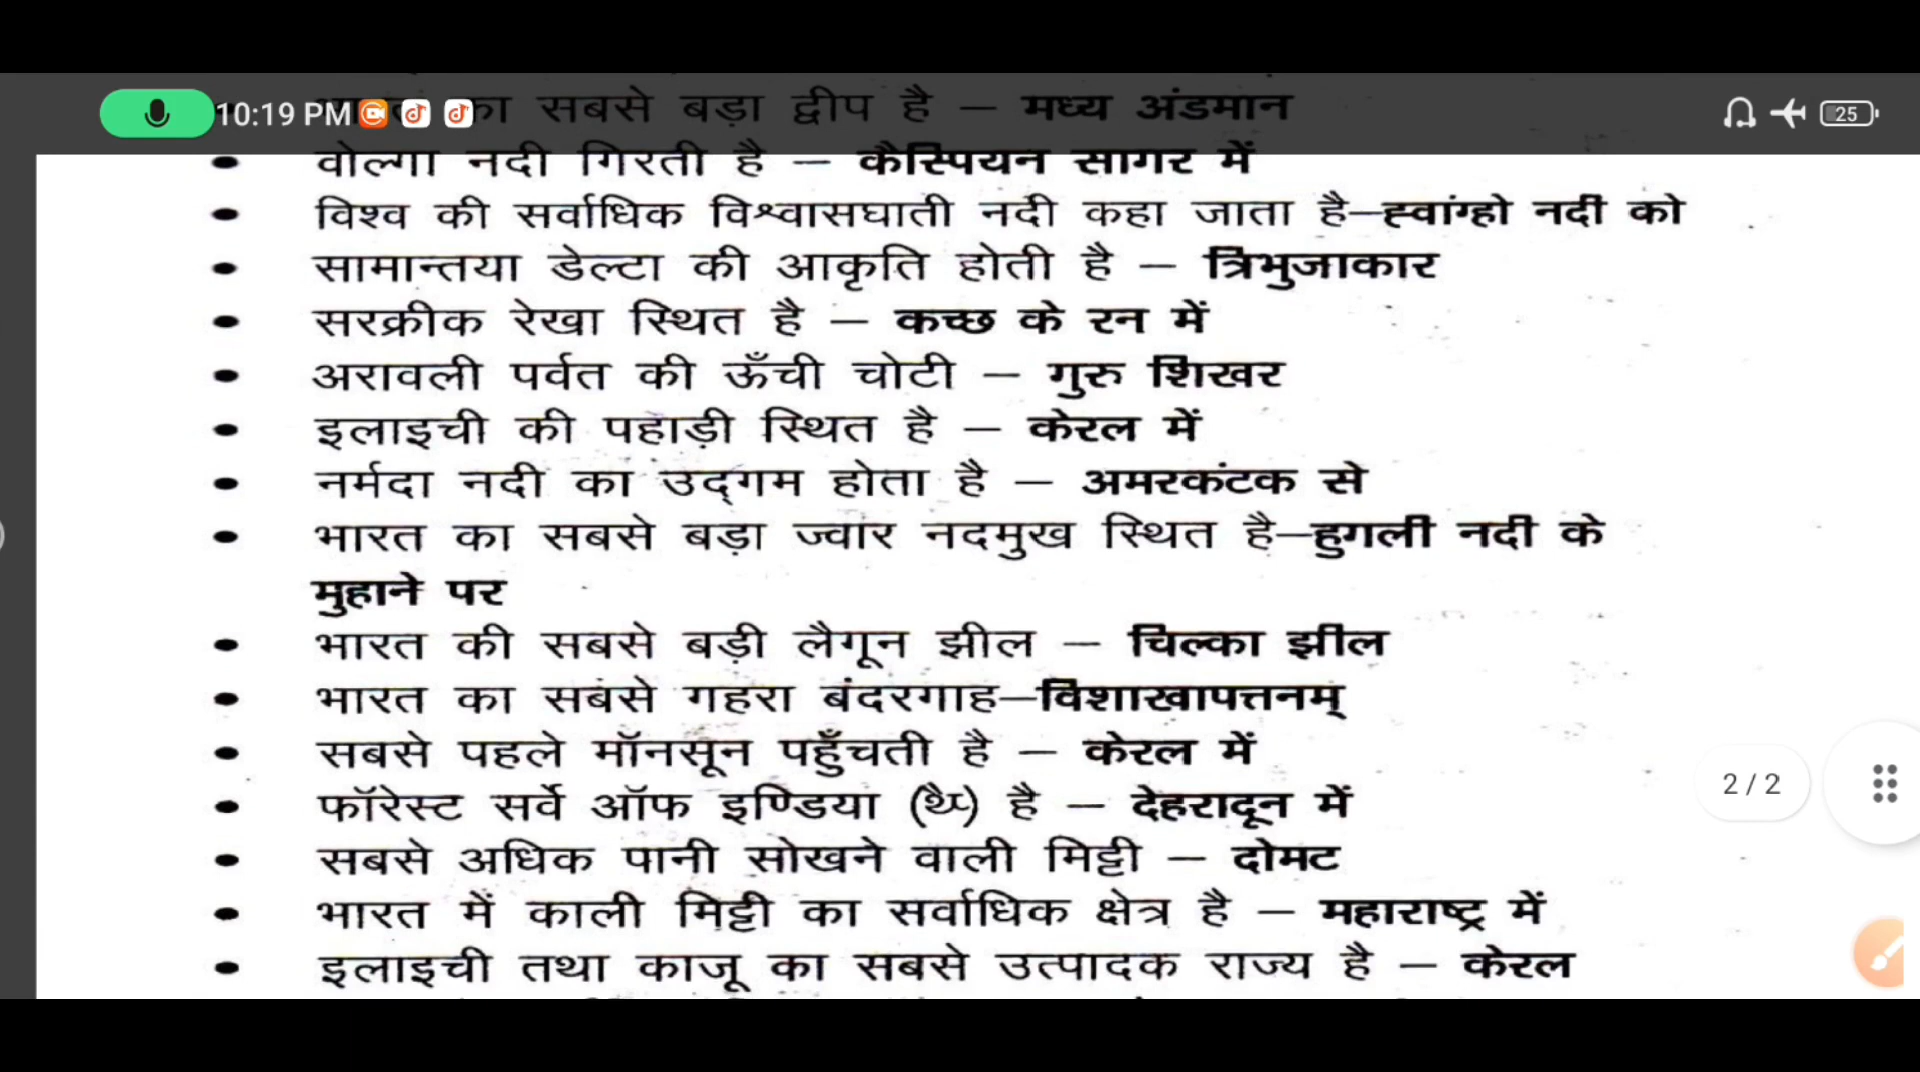 10:19 PM
25
का सबसे बड़ा द्वीप है – मध्य अंडमान
• वोल्गा नदी गिरती है – कैस्पियन सागर में
• विश्व की सर्वाधिक विश्वासघाती नदी कहा जाता है–ह्वांग्हो नदी को
• सामान्तया डेल्टा की आकृति होती है – त्रिभुजाकार
• सरक्रीक रेखा स्थित है – कच्छ के रन में
• अरावली पर्वत की ऊँची चोटी – गुरु शिखर
• इलाइची की पहाड़ी स्थित है – केरल में
• नर्मदा नदी का उद्गम होता है – अमरकंटक से
• भारत का सबसे बड़ा ज्वार नदमुख स्थित है–हुगली नदी के
मुहाने पर
• भारत की सबसे बड़ी लैगून झील – चिल्का झील
• भारत का सबसे गहरा बंदरगाह–विशाखापत्तनम्
• सबसे पहले मॉनसून पहुँचती है – केरल में
2 / 2
• फॉरेस्ट सर्वे ऑफ इण्डिया है – देहरादून में
• सबसे अधिक पानी सोखने वाली मिट्टी – दोमट
• भारत में काली मिट्टी का सर्वाधिक क्षेत्र है – महाराष्ट्र में
• इलाइची तथा काजू का सबसे उत्पादक राज्य है – केरल